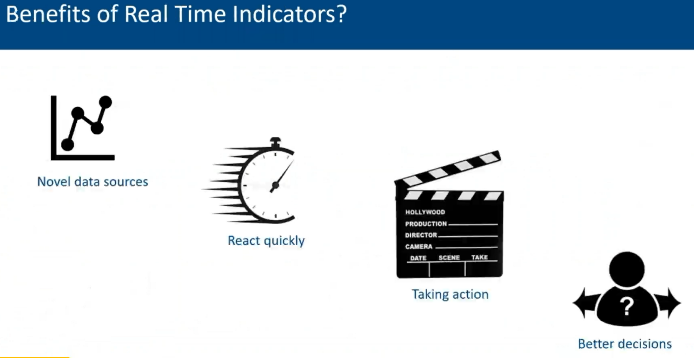 Benefits of Real Time Indicators?
Novel data sources
React quickly
HOLLYWOOD
PRODUCTION
DIRECTOR
CAMERA
DATE SCENE TAKE
Taking action
?
Better decisions